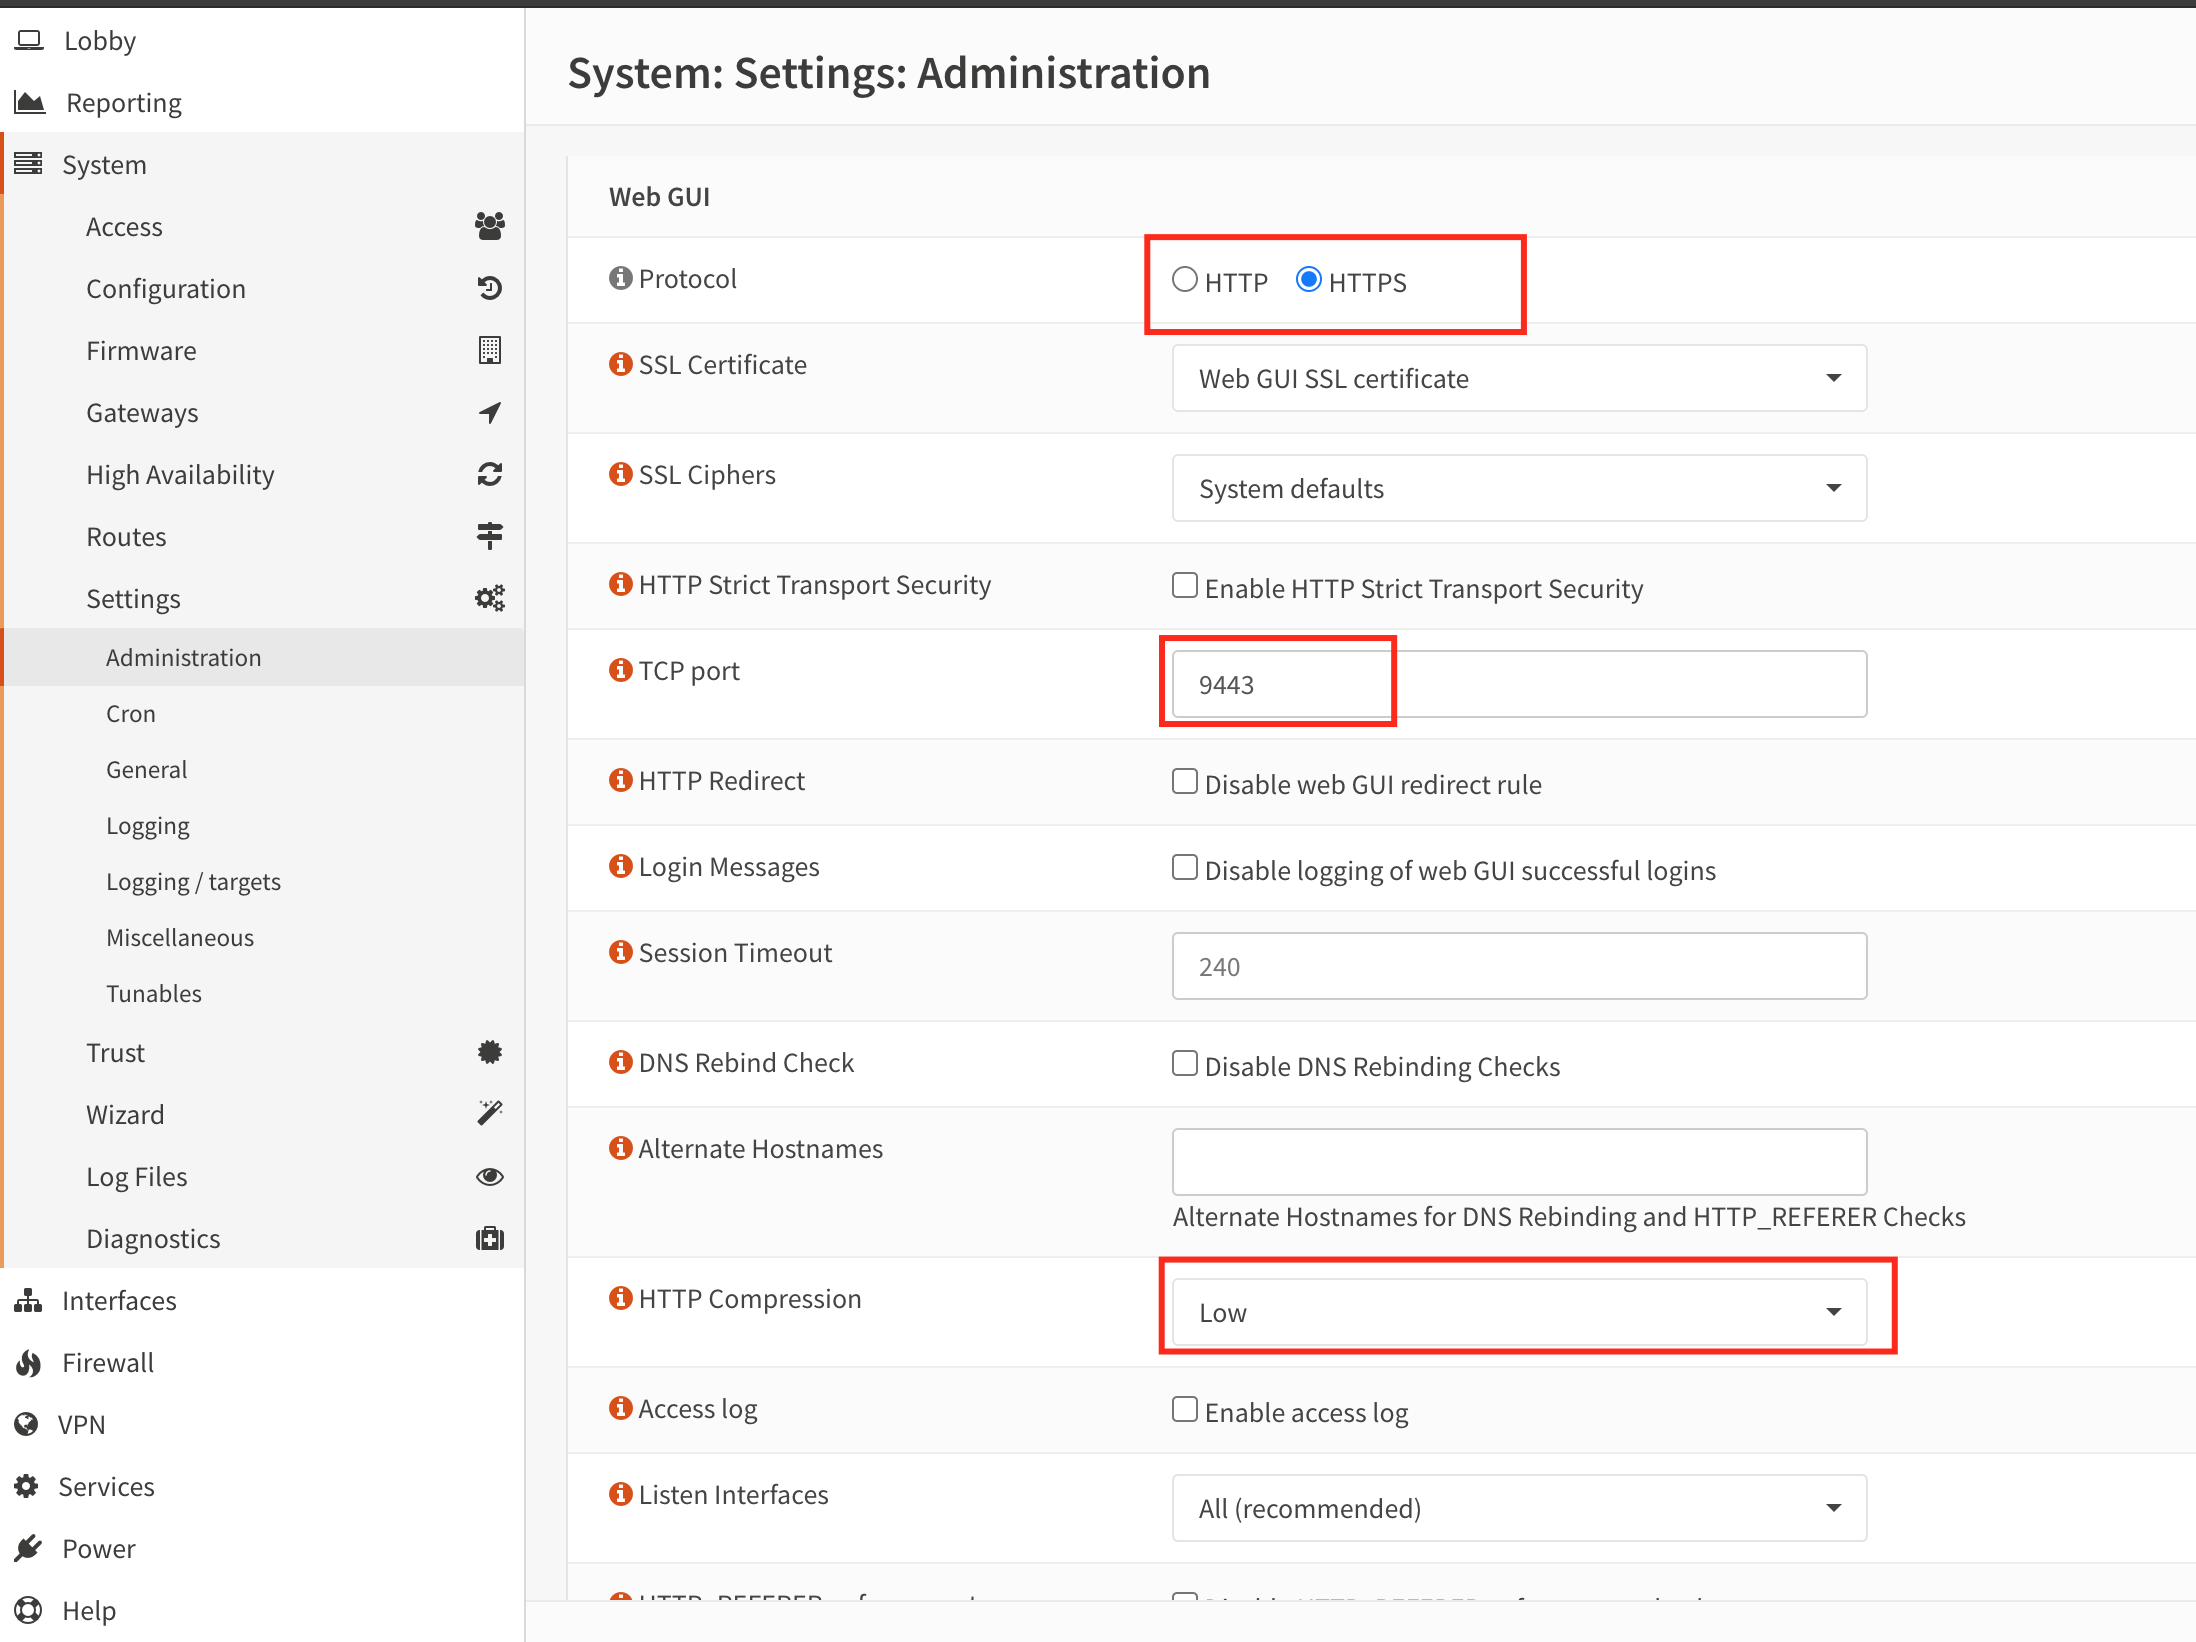 Lobby
Reporting
System
Access
Configuration
Firmware
Gateways
High Availability
Routes
Settings
Administration
Cron
General
Logging
Logging / targets
Miscellaneous
Tunables
Trust
Wizard
Log Files
Diagnostics
Interfaces
Firewall
VPN
Services
Power
Help
System: Settings: Administration
Web GUI
Protocol
HTTP HTTPS
SSL Certificate
Web GUI SSL certificate
SSL Ciphers
System defaults
HTTP Strict Transport Security
Enable HTTP Strict Transport Security
TCP port
9443
HTTP Redirect
Disable web GUI redirect rule
Login Messages
Disable logging of web GUI successful logins
Session Timeout
240
DNS Rebind Check
Disable DNS Rebinding Checks
Alternate Hostnames
Alternate Hostnames for DNS Rebinding and HTTP_REFERER Checks
HTTP Compression
Low
Access log
Enable access log
Listen Interfaces
All (recommended)